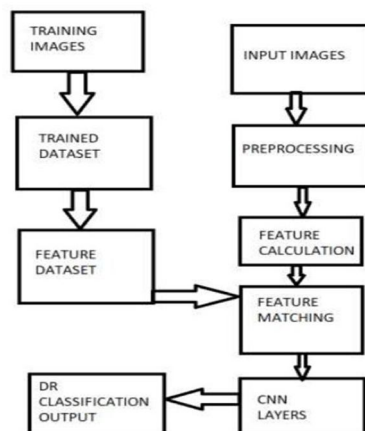 TRAINING
IMAGES
TRAINED
DATASET
FEATURE
DATASET
INPUT IMAGES
PREPROCESSING
FEATURE
CALCULATION
FEATURE
MATCHING
CNN
LAYERS
DR
CLASSIFICATION
OUTPUT